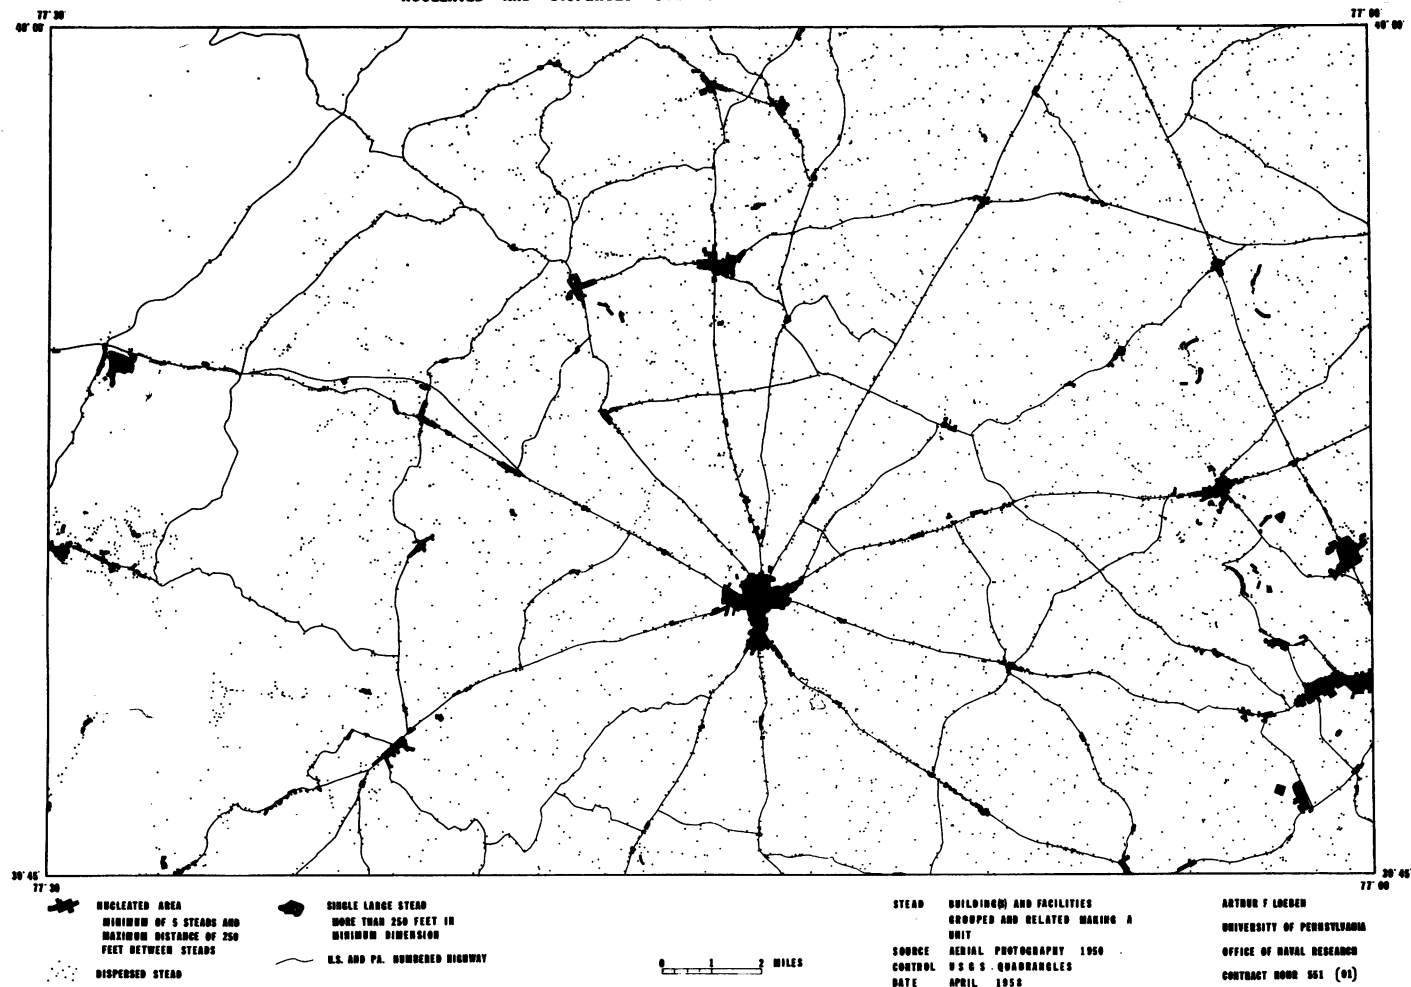 NUCLEATED AND DISPERSED
77° 30'
77° 00'
40° 00'
40° 00'
39° 45'
39° 45'
77° 30
77° 00
NUCLEATED AREA
MINIMUM OF 5 STEADS AND
MAXIMUM DISTANCE OF 250
FEET BETWEEN STEADS
DISPERSED STEAD
SINGLE LARGE STEAD
MORE THAN 250 FEET IN
MINIMUM DIMENSION
U.S. AND PA. NUMBERED HIGHWAY
0 1 2 MILES
STEAD BUILDING(S) AND FACILITIES
GROUPED AND RELATED MAKING A
UNIT
SOURCE AERIAL PHOTOGRAPHY 1950
CONTROL U S G S QUADRANGLES
DATE APRIL 1958
ARTHUR F LOEBEN
UNIVERSITY OF PENNSYLVANIA
OFFICE OF NAVAL RESEARCH
CONTRACT NONR 551 (01)